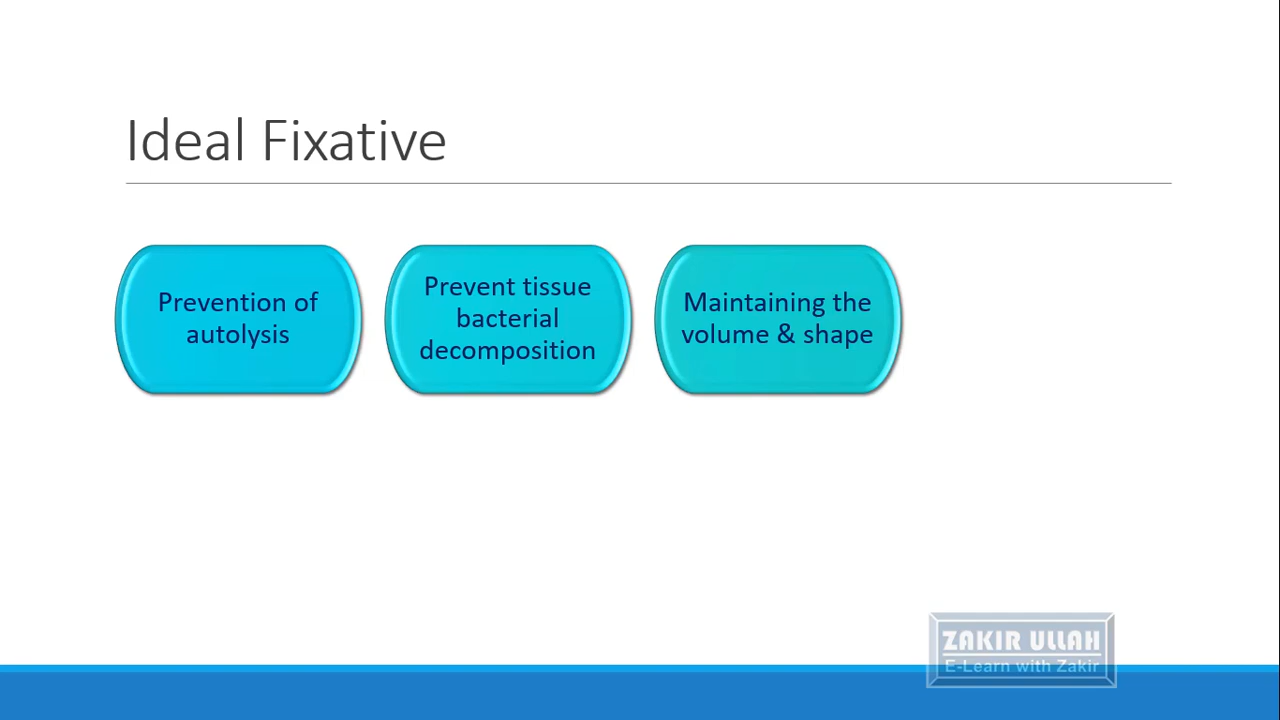 Ideal Fixative
Prevention of
autolysis
Prevent tissue
bacterial
decomposition
Maintaining the
volume & shape
ZAKIR ULLAH
E-Learn with Zakir